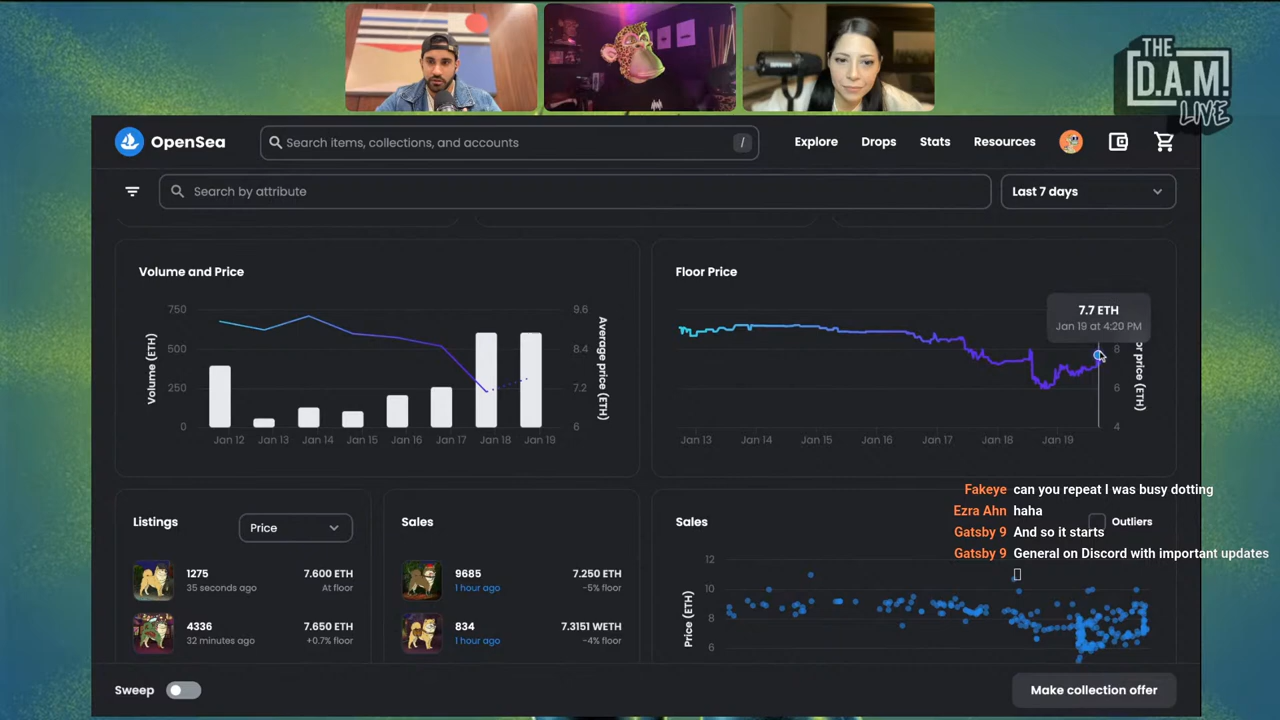 THE
D.A.M!
LIVE
OpenSea
Search items, collections, and accounts
/
Explore
Drops
Stats
Resources
Search by attribute
Last 7 days
Volume and Price
750
500
250
0
Volume (ETH)
9.6
8.4
7.2
6
Average price (ETH)
Jan 12
Jan 13
Jan 14
Jan 15
Jan 16
Jan 17
Jan 18
Jan 19
Floor Price
7.7 ETH
Jan 19 at 4:20 PM
8
6
4
or price (ETH)
Jan 13
Jan 14
Jan 15
Jan 16
Jan 17
Jan 18
Jan 19
Fakeye can you repeat I was busy dotting
Ezra Ahn haha
Gatsby 9 And so it starts
Gatsby 9 General on Discord with important updates
Listings
Price
1275
7.600 ETH
35 seconds ago
At floor
4336
7.650 ETH
32 minutes ago
+0.7% floor
Sales
9685
7.250 ETH
1 hour ago
-5% floor
834
7.3151 WETH
1 hour ago
-4% floor
Sales
Outliers
12
10
8
6
Price (ETH)
Sweep
Make collection offer